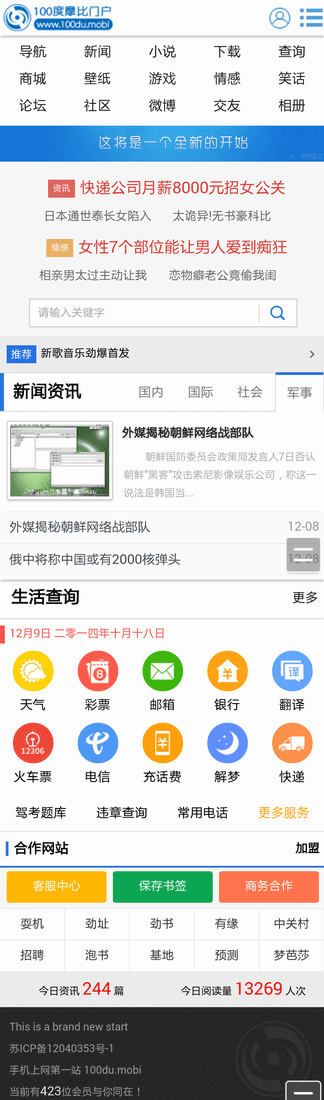 100度摩比门户
www.100du.mobi
导航 新闻 小说 下载 查询
商城 壁纸 游戏 情感 笑话
论坛 社区 微博 交友 相册
这将是一个全新的开始
资讯 快递公司月薪8000元招女公关
日本通世泰长女陷入 太诡异!无书豪科比
情感 女性7个部位能让男人爱到痴狂
相亲男太过主动让我 恋物癖老公竟偷我闺
请输入关键字
推荐 新歌音乐劲爆首发
新闻资讯 国内 国际 社会 军事
外媒揭秘朝鲜网络战部队
朝鲜国防委员会政策局发言人7日否认
朝鲜“黑客”攻击索尼影像娱乐公司，称这一
说法是韩国当...
外媒揭秘朝鲜网络战部队 12-08
俄中将称中国或有2000核弹头 12-08
生活查询 更多
12月9日 二零一四年十月十八日
天气 彩票 邮箱 银行 翻译
12306
火车票 电信 充话费 解梦 快递
驾考题库 违章查询 常用电话 更多服务
合作网站 加盟
客服中心 保存书签 商务合作
耍机 劲址 劲书 有缘 中关村
招聘 泡书 基地 预测 梦芭莎
今日资讯 244 篇 今日阅读量 13269 人次
This is a brand new start
苏ICP备12040353号-1
手机上网第一站 100du.mobi
当前有423位会员与你同在！